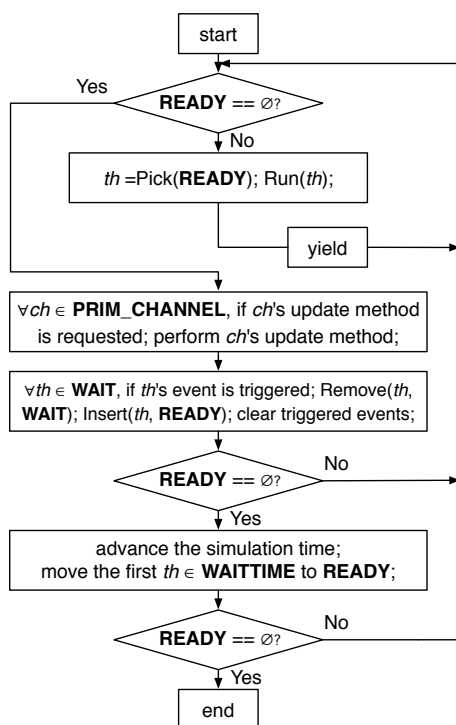 start
Yes
READY == ∅?
No
th =Pick(READY); Run(th);
yield
∀ch ∈ PRIM_CHANNEL, if ch's update method
is requested; perform ch's update method;
∀th ∈ WAIT, if th's event is triggered; Remove(th,
WAIT); Insert(th, READY); clear triggered events;
READY == ∅?
No
Yes
advance the simulation time;
move the first th ∈ WAITTIME to READY;
READY == ∅?
No
Yes
end